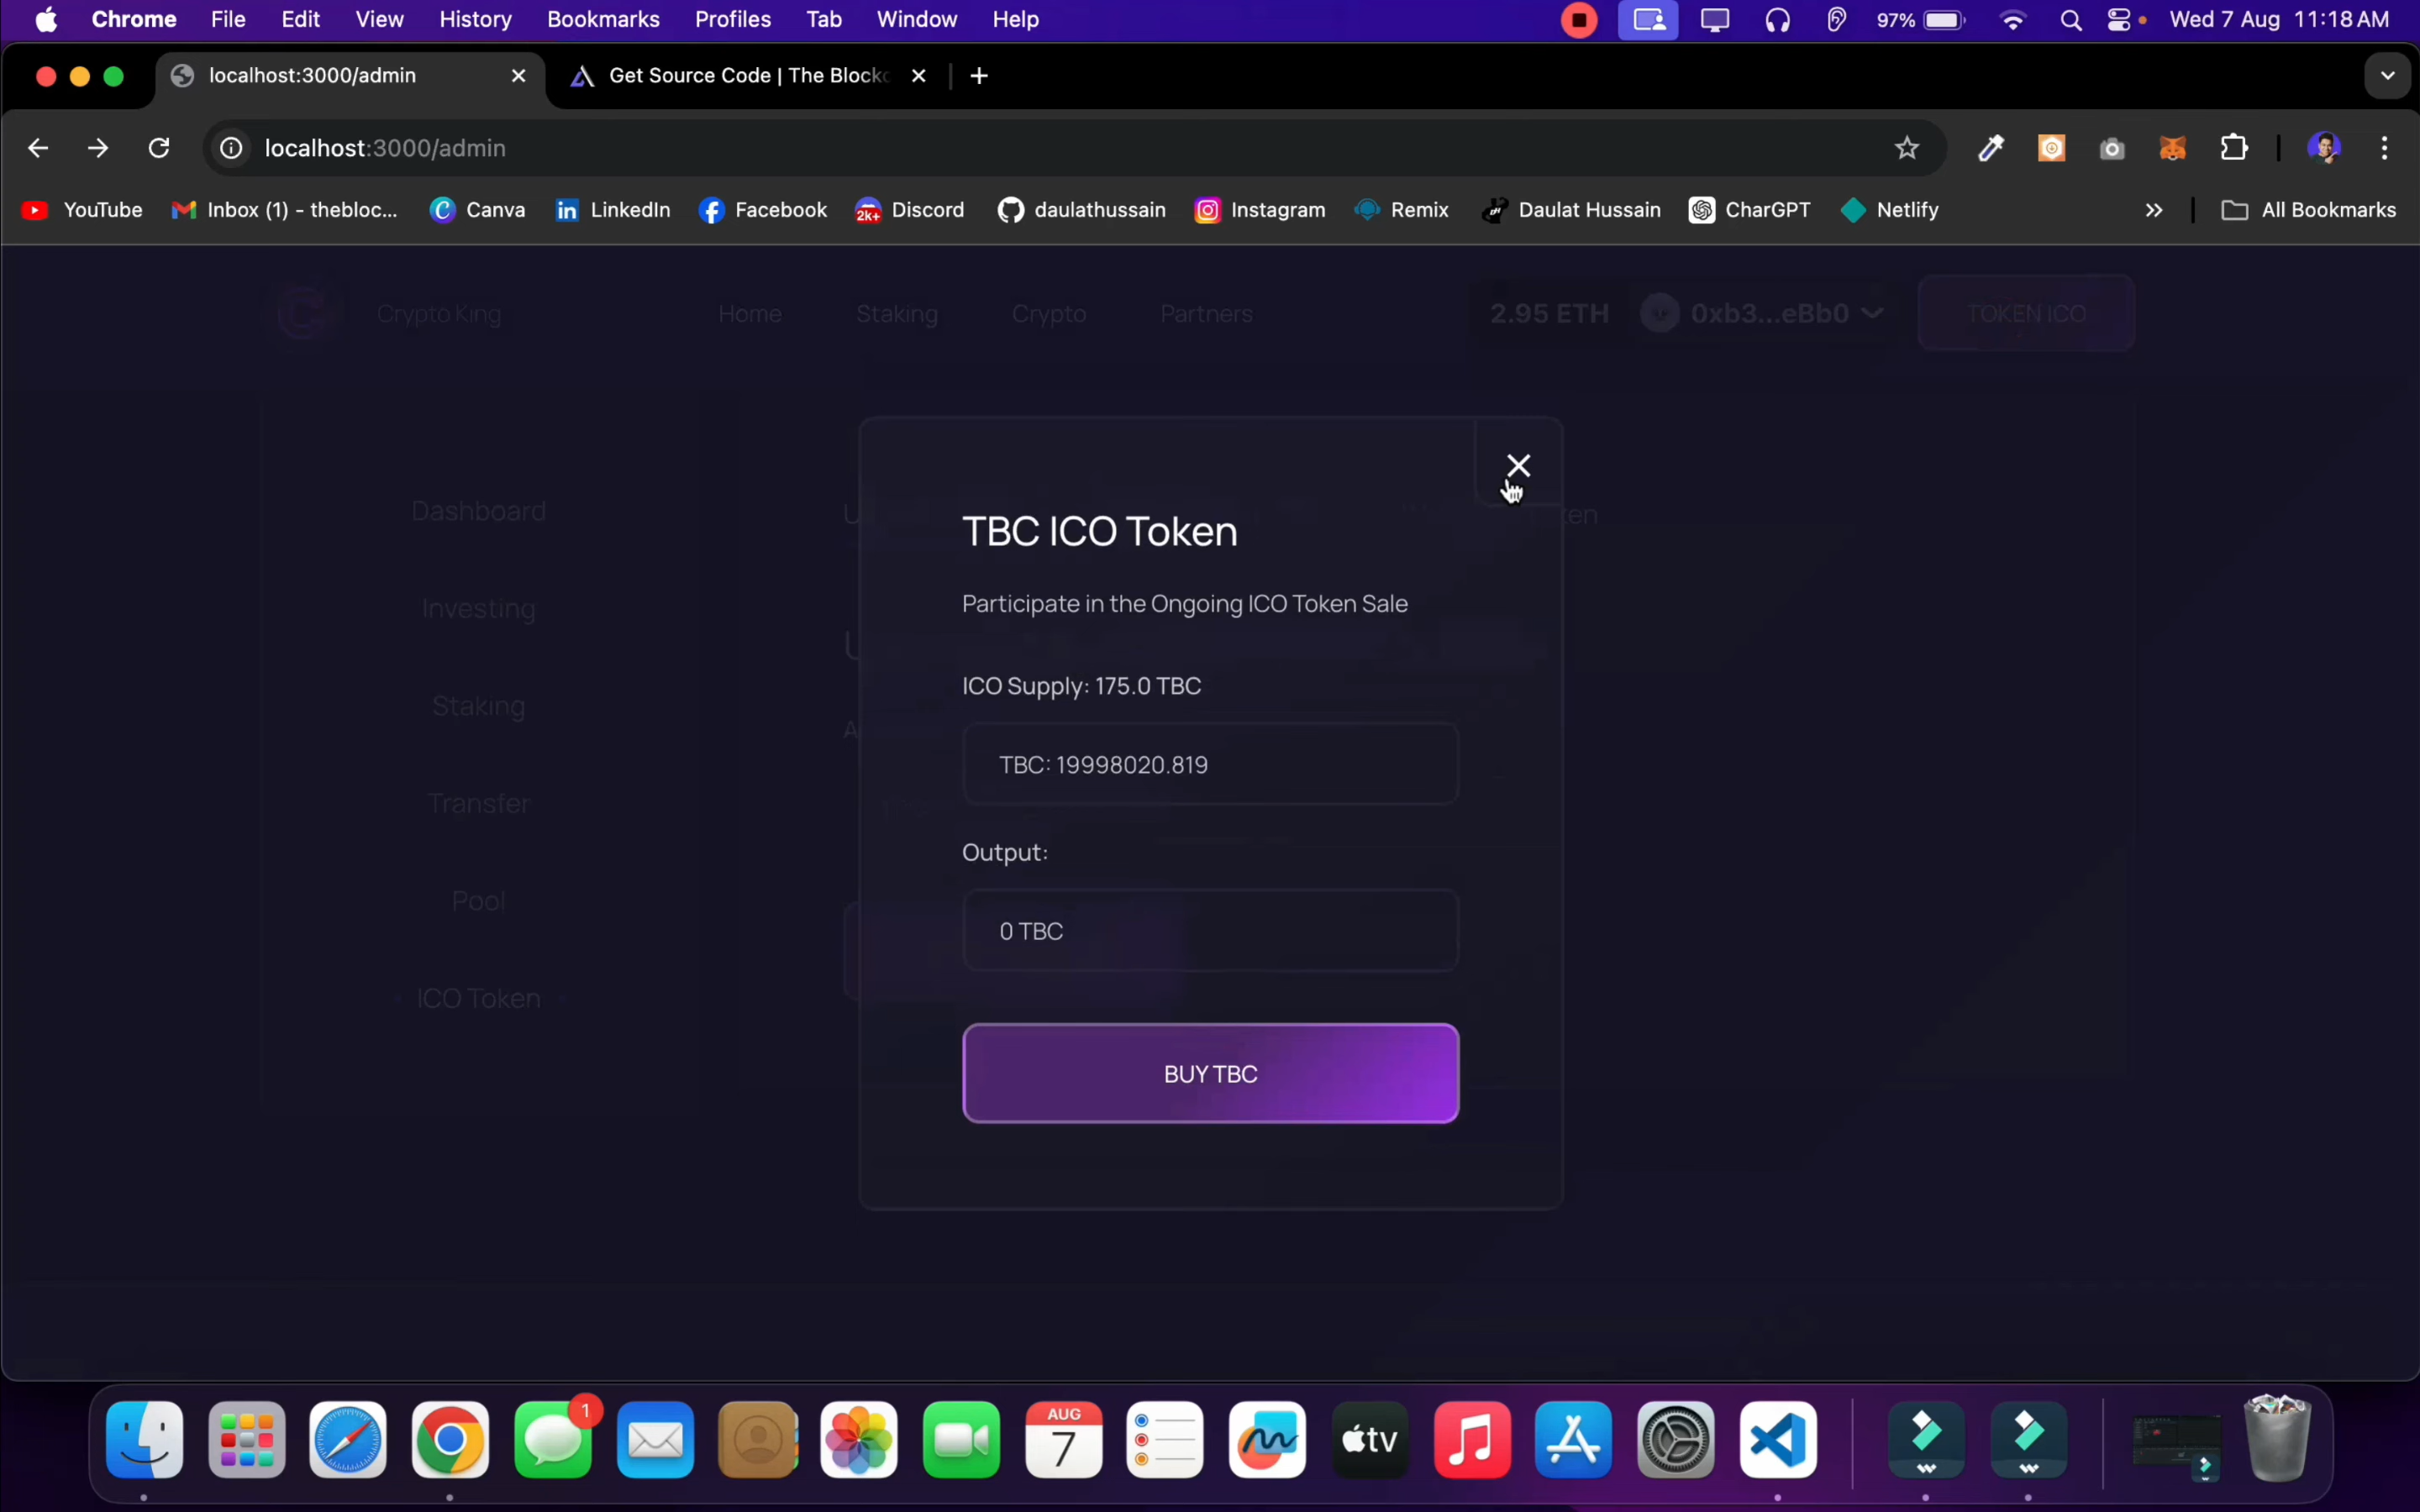 Chrome File Edit View History Bookmarks Profiles Tab Window Help 97% Wed 7 Aug 11:18 AM
localhost:3000/admin Get Source Code | The Blockc
localhost:3000/admin
YouTube Inbox (1) - thebloc... Canva LinkedIn Facebook 2k+ Discord daulathussain Instagram Remix Daulat Hussain CharGPT Netlify All Bookmarks
Crypto King Home Staking Crypto Partners 2.95 ETH 0xb3...eBb0 TOKEN ICO
Dashboard
Investing
Staking
Transfer
Pool
ICO Token
TBC ICO Token
Participate in the Ongoing ICO Token Sale
ICO Supply: 175.0 TBC
TBC: 19998020.819
Output:
0 TBC
BUY TBC
1
AUG
7
tv